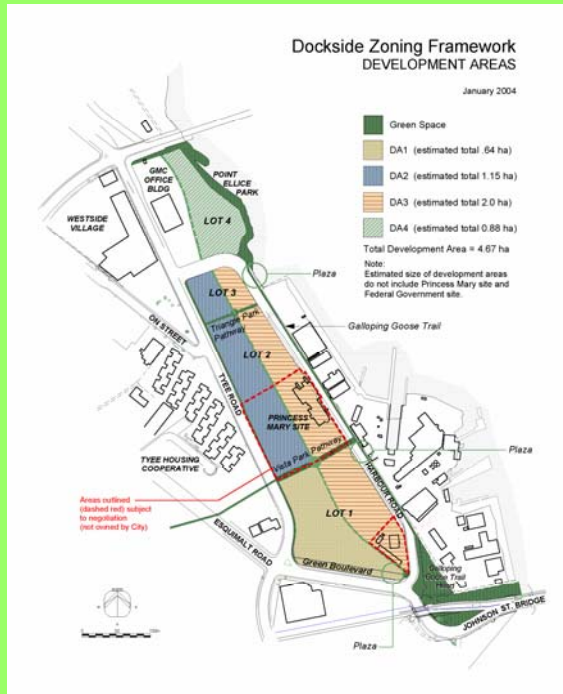 Dockside Zoning Framework
DEVELOPMENT AREAS
January 2004
Green Space
DA1 (estimated total .64 ha)
DA2 (estimated total 1.15 ha)
DA3 (estimated total 2.0 ha)
DA4 (estimated total 0.88 ha)
Total Development Area = 4.67 ha
Note:
Estimated size of development areas
do not include Princess Mary site and
Federal Government site.
GMC
OFFICE
BLDG
POINT
ELLICE
PARK
WESTSIDE
VILLAGE
LOT 4
Plaza
LOT 3
Galloping Goose Trail
Triangle Park
Pathway
ON STREET
LOT 2
TYEE ROAD
PRINCESS
MARY SITE
Plaza
TYEE HOUSING
COOPERATIVE
Vista Park Pathway
HARBOUR ROAD
Areas outlined
(dashed red) subject
to negotiation
(not owned by City)
LOT 1
ESQUIMALT ROAD
Green Boulevard
Galloping
Goose Trail
JOHNSON ST. BRIDGE
Plaza